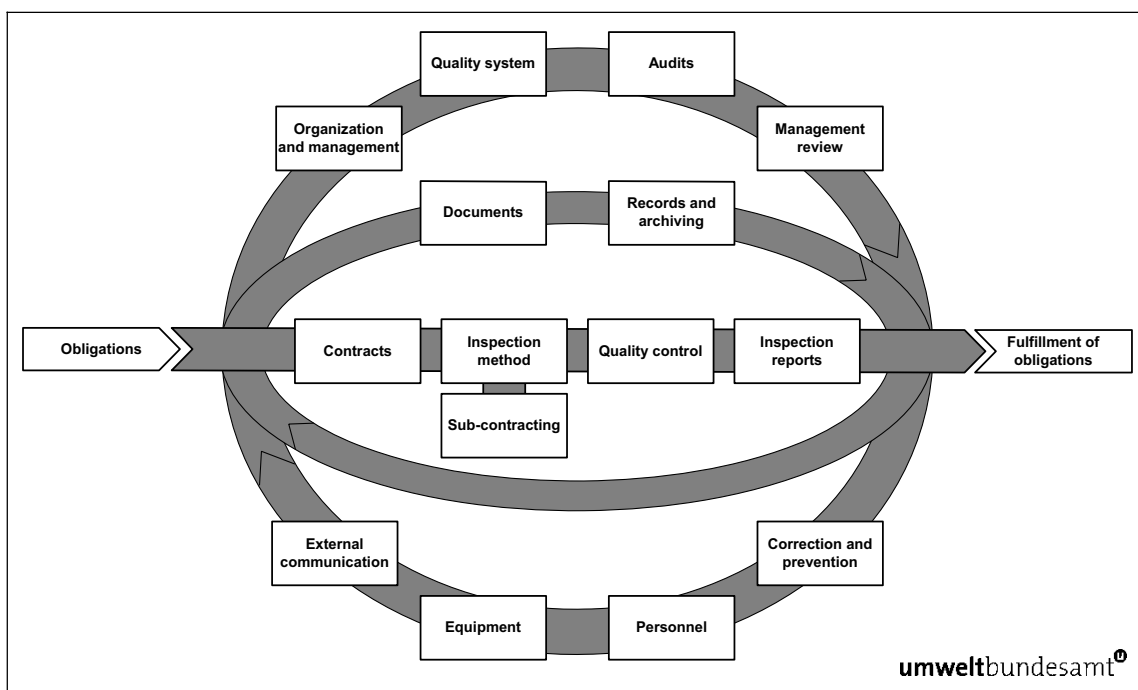 Quality system
Audits
Organization
and management
Management
review
Documents
Records and
archiving
Obligations
Contracts
Inspection
method
Quality control
Inspection
reports
Fulfillment of
obligations
Sub-contracting
External
communication
Correction and
prevention
Equipment
Personnel
umweltbundesamt
u